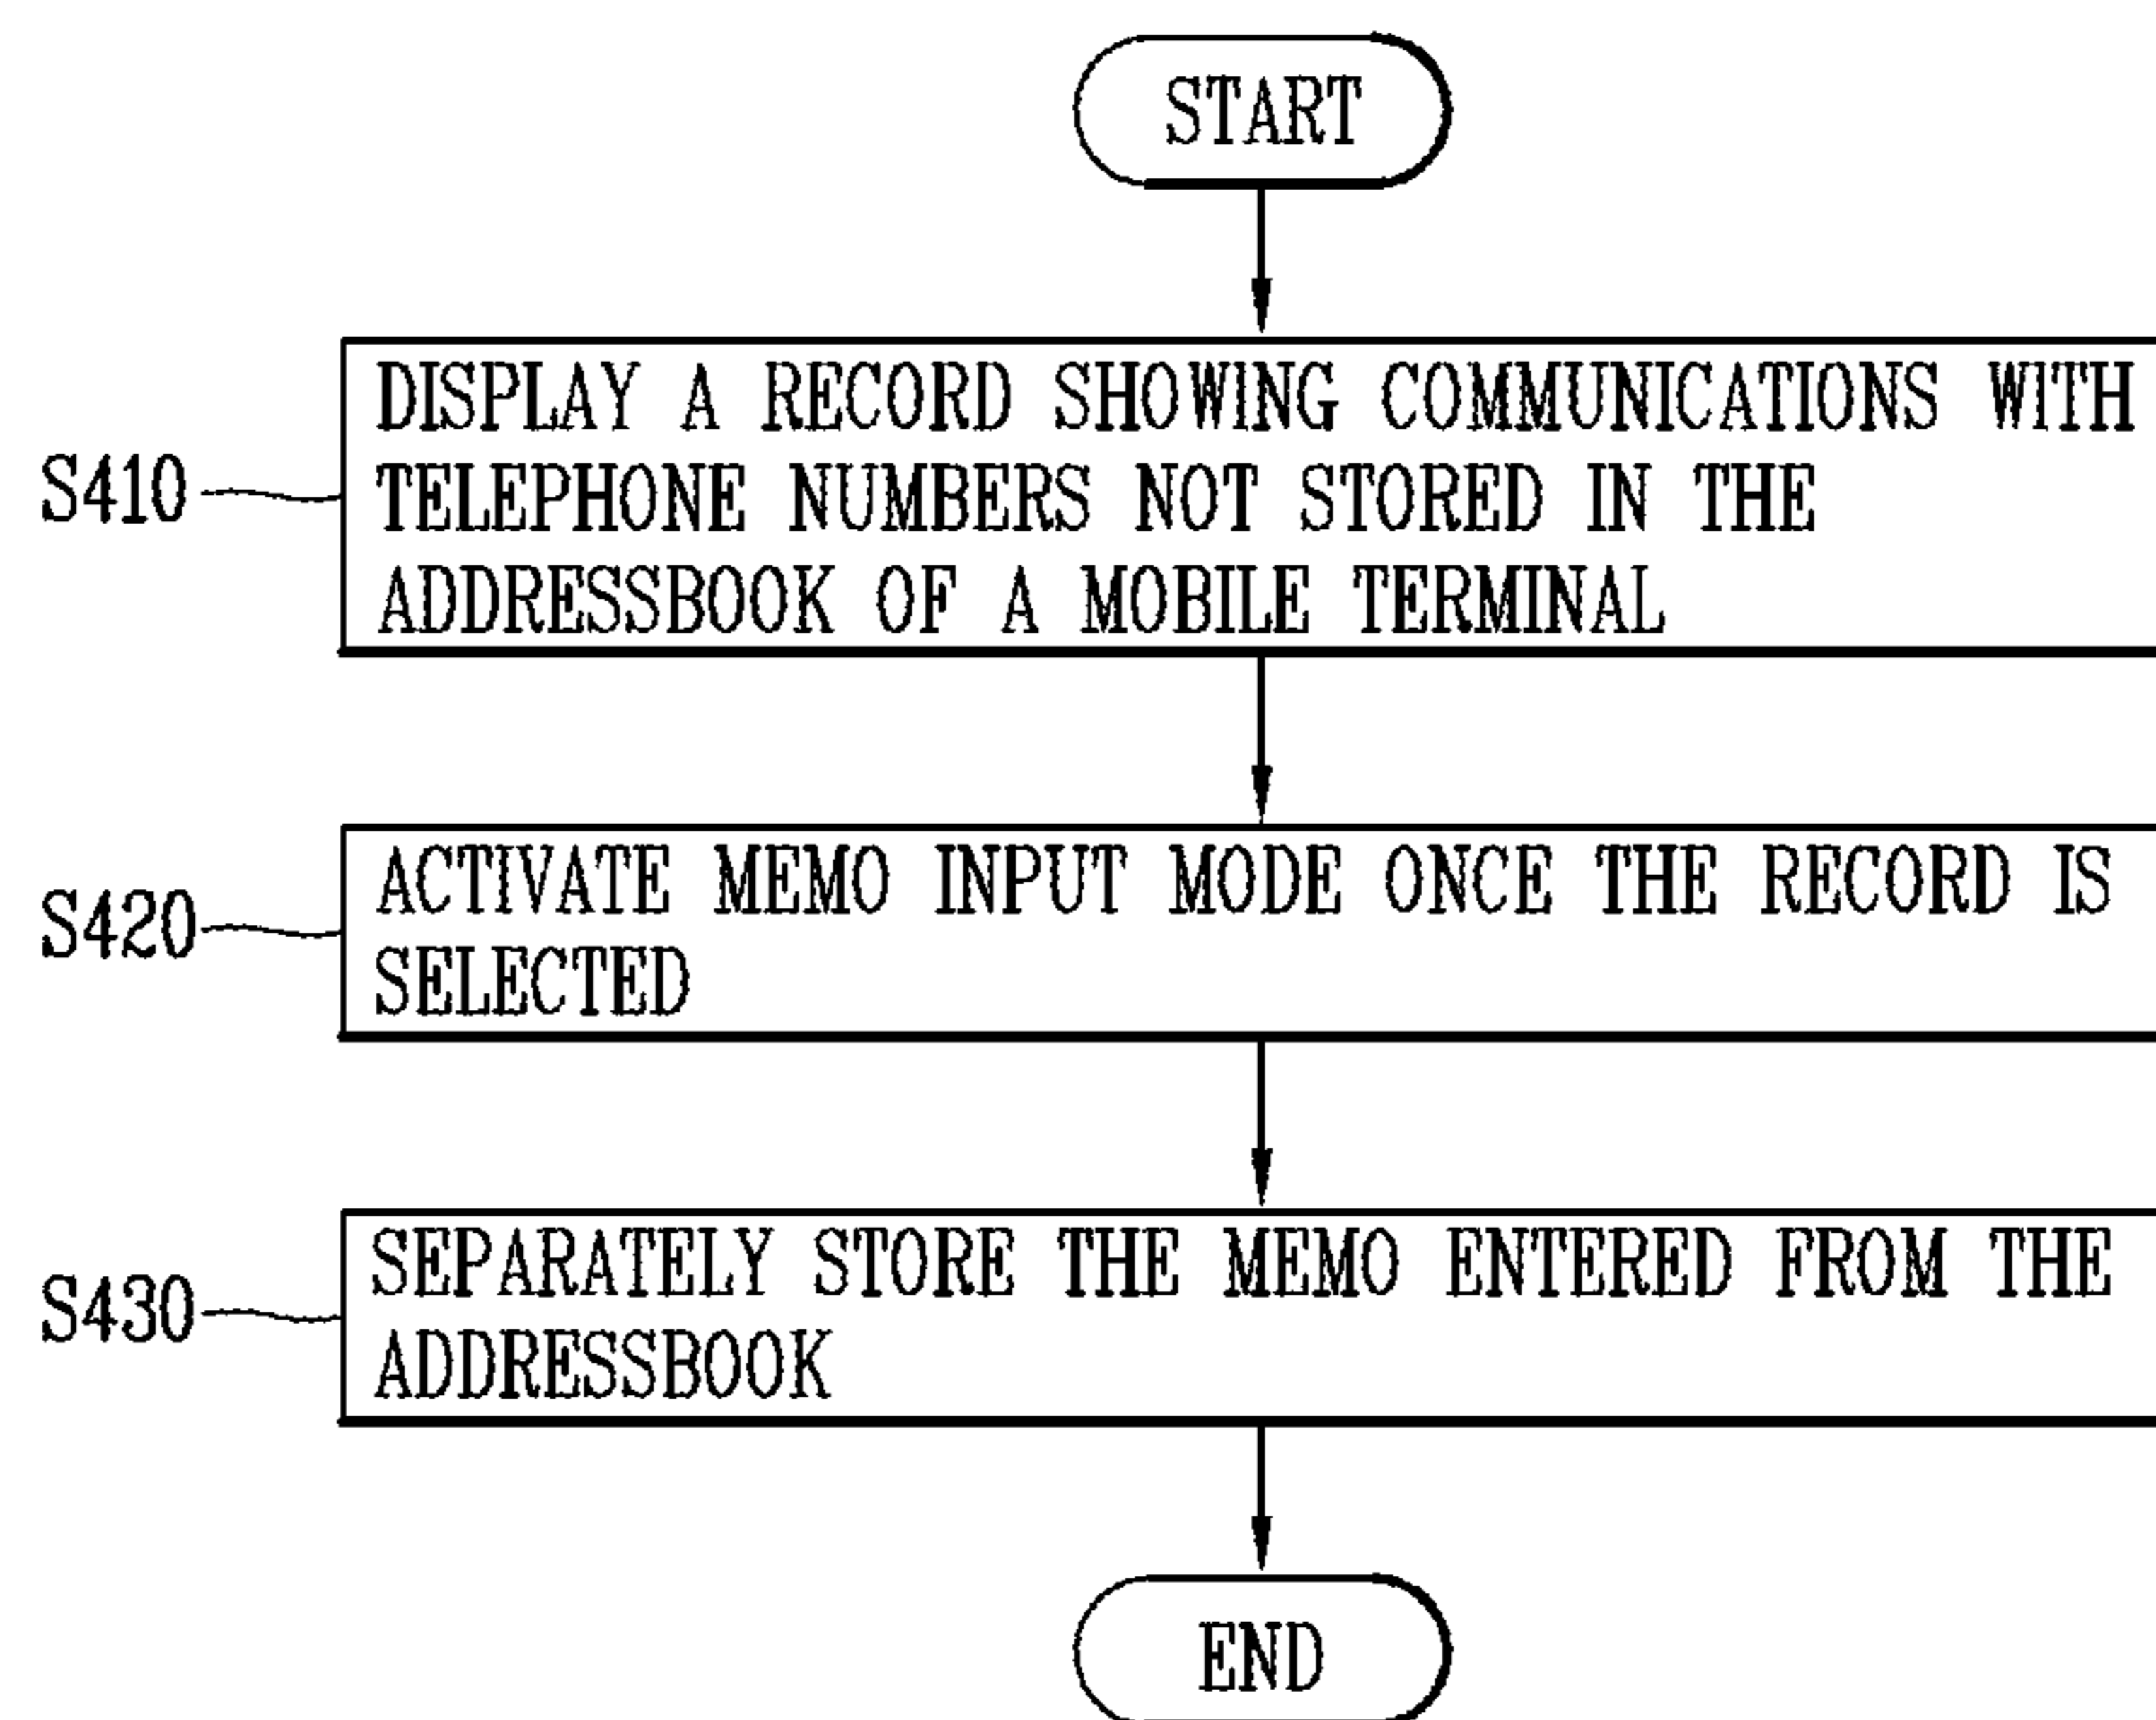 START
DISPLAY A RECORD SHOWING COMMUNICATIONS WITH
S410 TELEPHONE NUMBERS NOT STORED IN THE
ADDRESSBOOK OF A MOBILE TERMINAL
ACTIVATE MEMO INPUT MODE ONCE THE RECORD IS
S420
SELECTED
SEPARATELY STORE THE MEMO ENTERED FROM THE
S430
ADDRESSBOOK
END